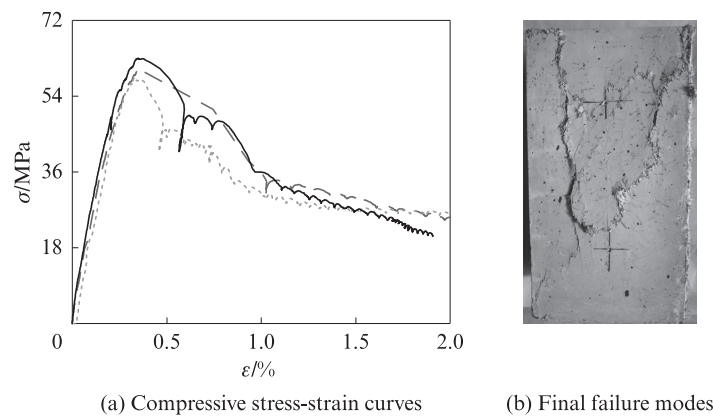 72
54
36
18
0
0.5
1.0
1.5
2.0
σ/MPa
ε/%
(a) Compressive stress-strain curves
(b) Final failure modes